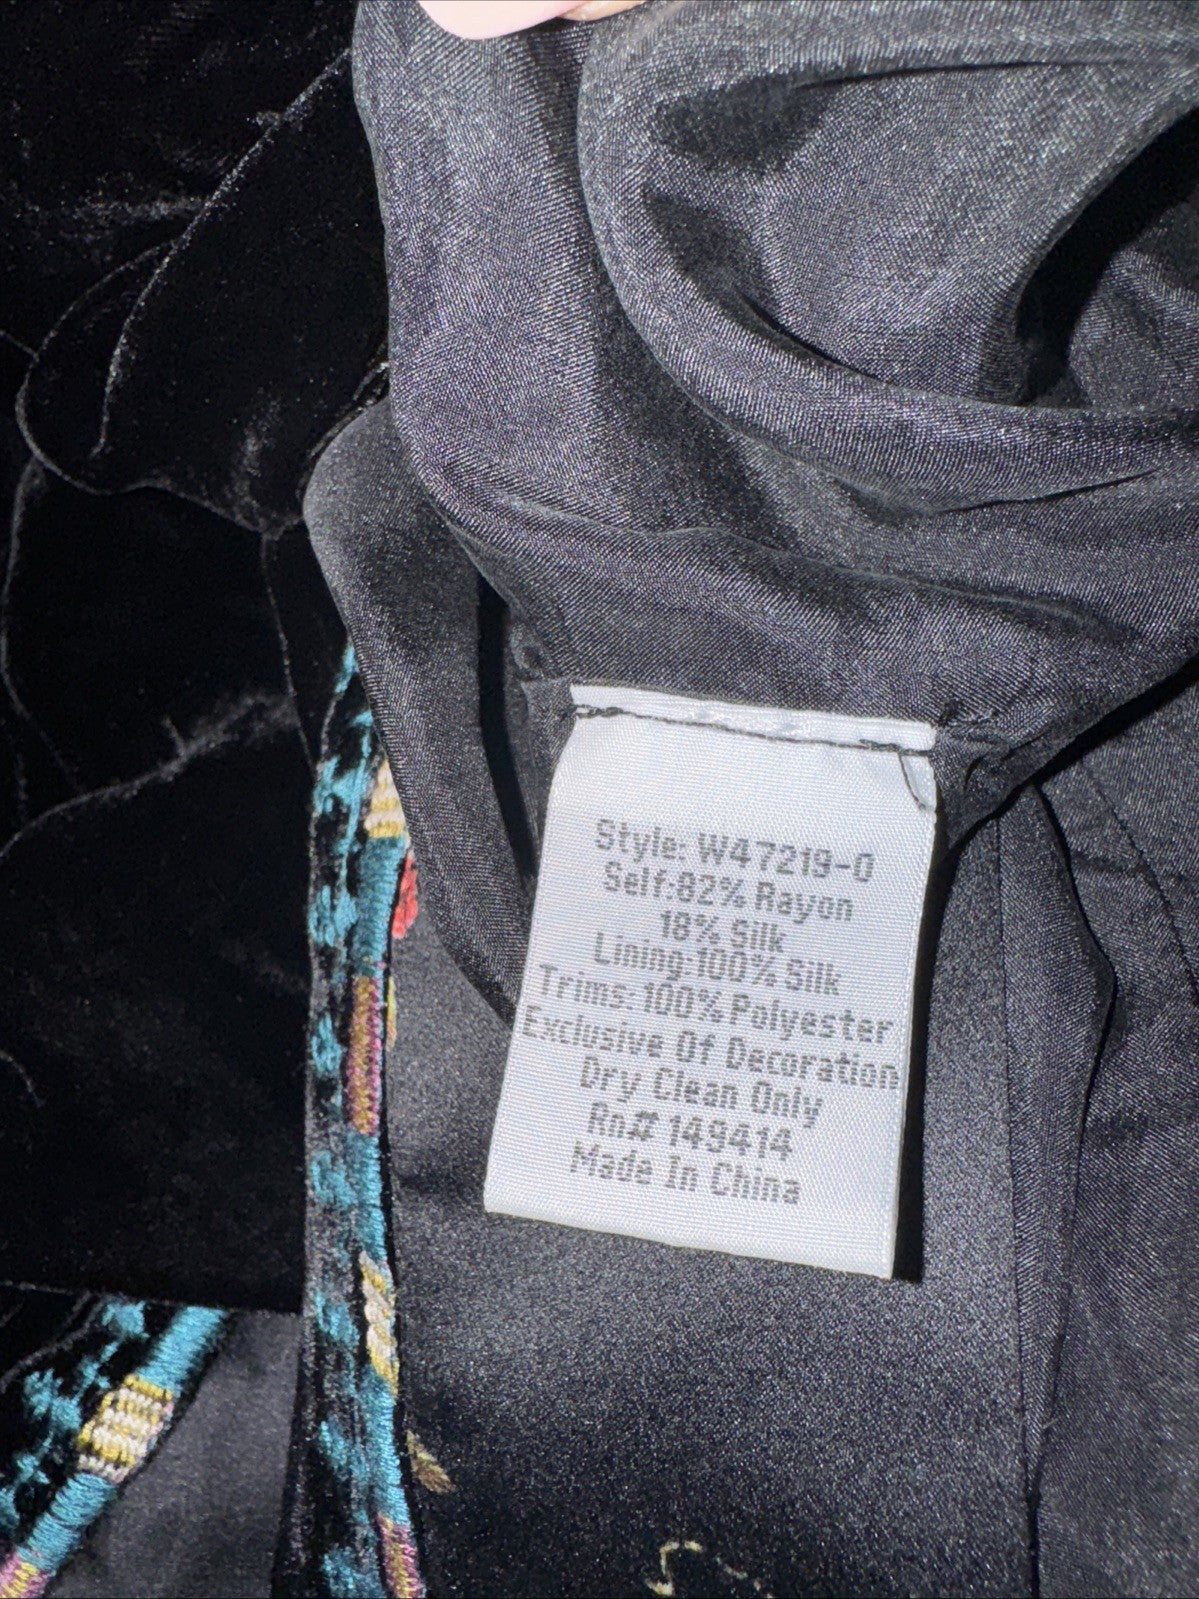 Style: W47219-0
Self:82% Rayon
18% Silk
Lining:100% Silk
Trims:100% Polyester
Exclusive Of Decoration
Dry Clean Only
Rn# 149414
Made In China